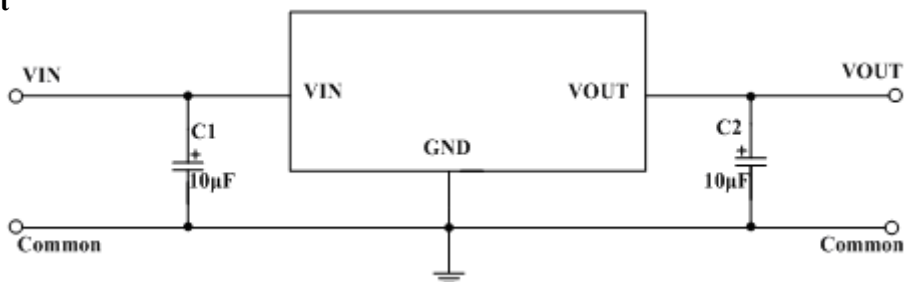 VIN
VOUT
VIN
VOUT
C1
+
10μF
GND
C2
+
10μF
Common
Common